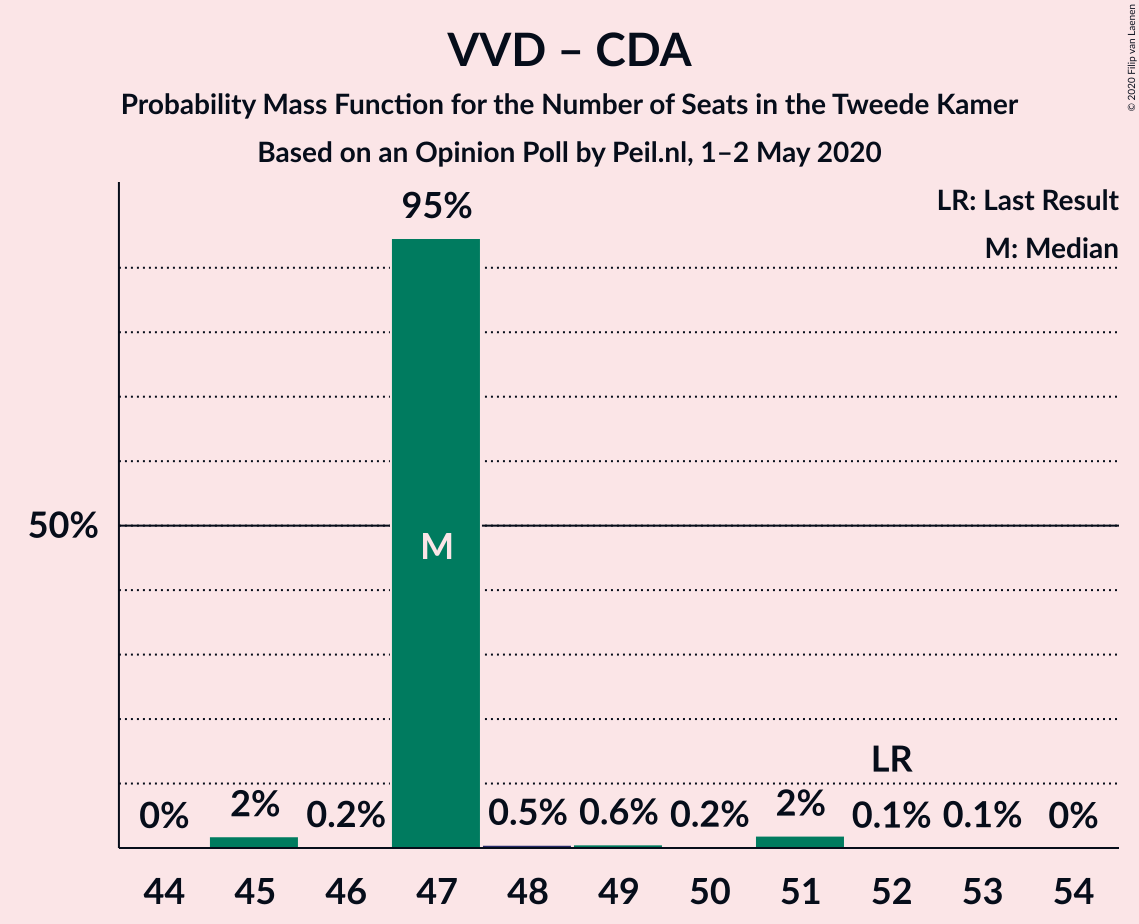 VVD – CDA
Probability Mass Function for the Number of Seats in the Tweede Kamer
Based on an Opinion Poll by Peil.nl, 1–2 May 2020
© 2020 Filip van Laenen
LR: Last Result
M: Median
95%
50%
M
LR
0% 2% 0.2% 0.5% 0.6% 0.2% 2% 0.1% 0.1% 0%
44 45 46 47 48 49 50 51 52 53 54